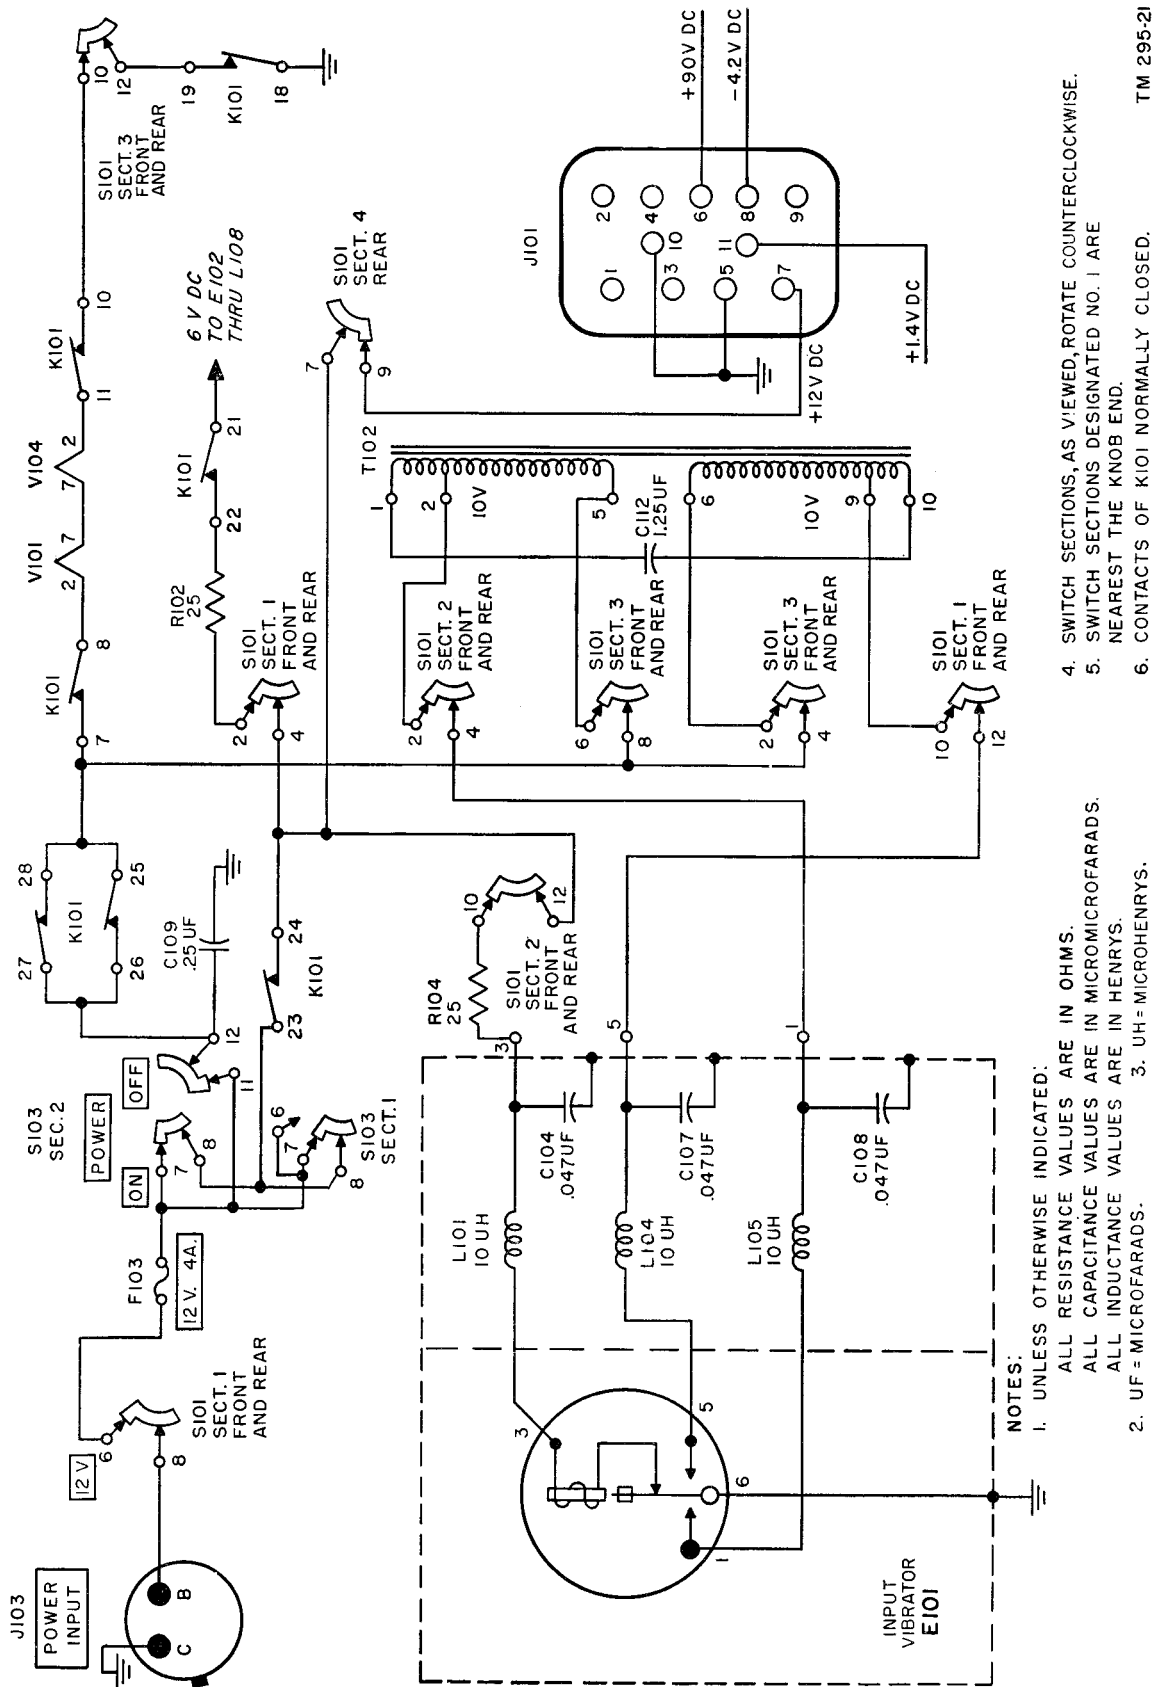 J103
POWER
INPUT
C
B
12 V
6
8
S101
SECT. 1
FRONT
AND REAR
F103
12 V. 4A.
S103
SEC. 2
POWER
ON
OFF
7
8
11
12
6
7
8
S103
SECT. 1
27
28
K101
26
25
C109
.25 UF
23
24
K101
7
8
K101
V101
2
7
V104
7
2
11
10
K101
S101
SECT. 3
FRONT
AND REAR
10
12
19
K101
18
R102
25
22
21
K101
6 V DC
TO E102
THRU L108
2
4
S101
SECT. 1
FRONT
AND REAR
7
9
S101
SECT. 4
REAR
R104
25
10
12
S101
SECT. 2
FRONT
AND REAR
3
5
1
L101
10 UH
C104
.047UF
L104
10 UH
C107
.047UF
L105
10 UH
C108
.047UF
3
5
6
1
INPUT
VIBRATOR
E101
2
4
S101
SECT. 2
FRONT
AND REAR
6
8
S101
SECT. 3
FRONT
AND REAR
2
4
S101
SECT. 3
FRONT
AND REAR
10
12
S101
SECT. 1
FRONT
AND REAR
T102
1
2
10V
5
C112
1.25UF
6
10V
9
10
J101
1
2
3
4
5
6
7
8
9
10
11
+90V DC
-4.2V DC
+12V DC
+1.4V DC
NOTES:
1. UNLESS OTHERWISE INDICATED:
ALL RESISTANCE VALUES ARE IN OHMS.
ALL CAPACITANCE VALUES ARE IN MICROMICROFARADS.
ALL INDUCTANCE VALUES ARE IN HENRYS.
2. UF = MICROFARADS.
3. UH = MICROHENRYS.
4. SWITCH SECTIONS, AS VIEWED, ROTATE COUNTERCLOCKWISE.
5. SWITCH SECTIONS DESIGNATED NO. 1 ARE
NEAREST THE KNOB END.
6. CONTACTS OF K101 NORMALLY CLOSED.
TM 295-21